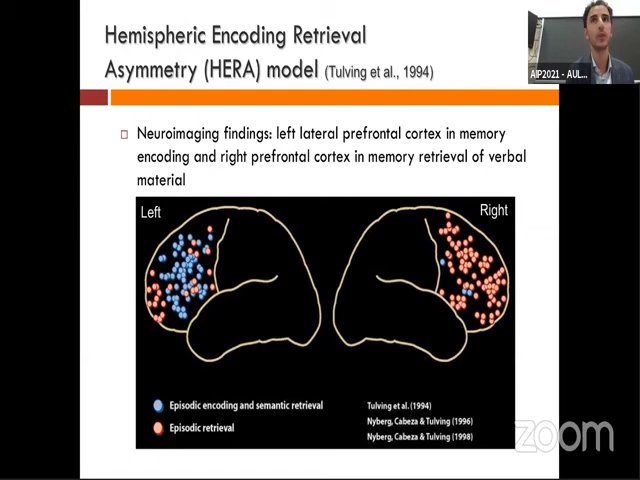 Hemispheric Encoding Retrieval
Asymmetry (HERA) model (Tulving et al., 1994)
AIP2021 - AUL...
Neuroimaging findings: left lateral prefrontal cortex in memory
encoding and right prefrontal cortex in memory retrieval of verbal
material
Left
Right
Episodic encoding and semantic retrieval
Episodic retrieval
Tulving et al. (1994)
Nyberg, Cabeza & Tulving (1996)
Nyberg, Cabeza & Tulving (1998)
zoom